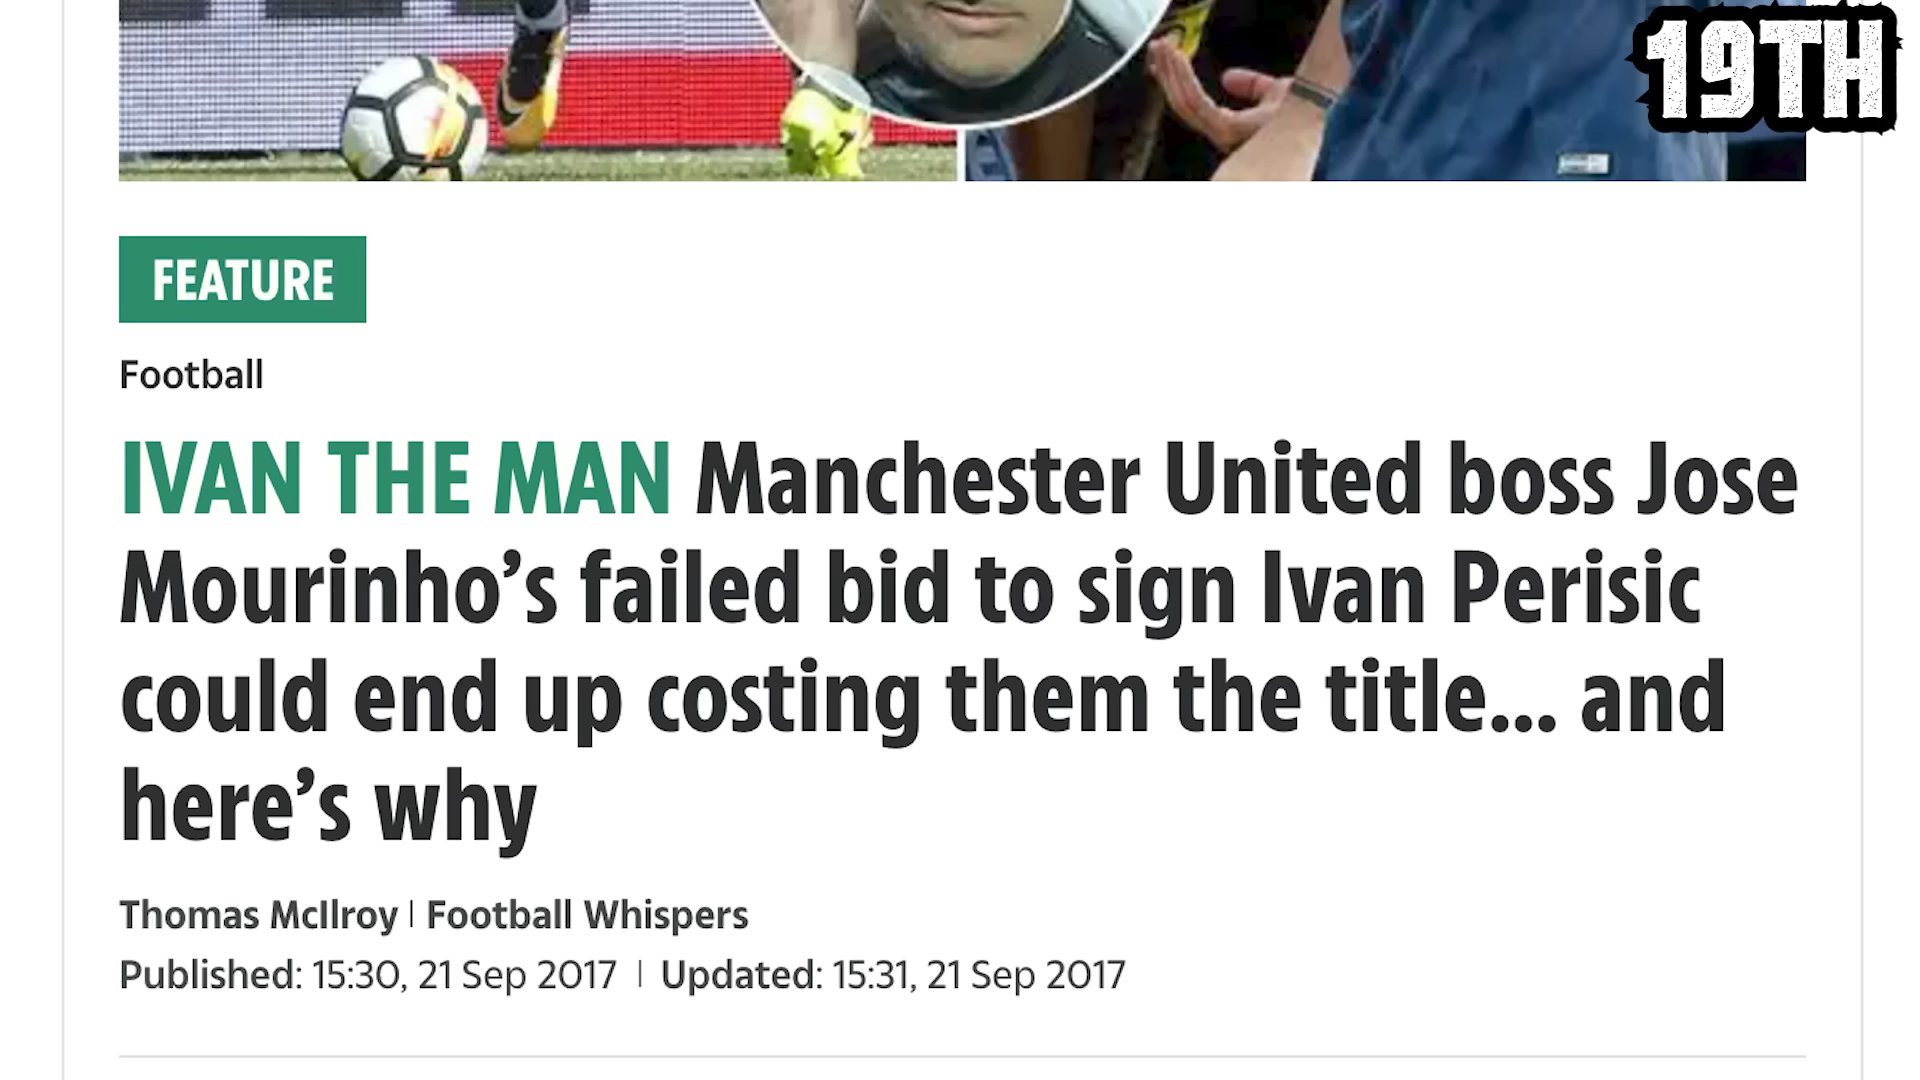 19TH
FEATURE
Football
IVAN THE MAN Manchester United boss Jose
Mourinho’s failed bid to sign Ivan Perisic
could end up costing them the title... and
here’s why
Thomas McIlroy | Football Whispers
Published: 15:30, 21 Sep 2017 | Updated: 15:31, 21 Sep 2017